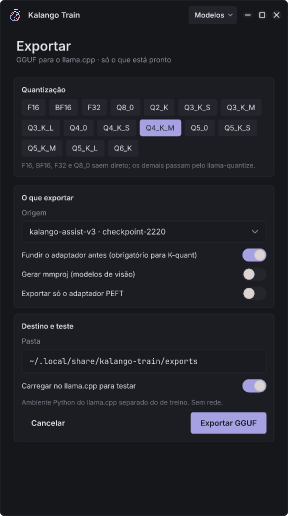 Kalango Train Modelos
Exportar
GGUF para o llama.cpp · só o que está pronto
Quantização
F16 BF16 F32 Q8_0 Q2_K Q3_K_S Q3_K_M
Q3_K_L Q4_0 Q4_K_S Q4_K_M Q5_0 Q5_K_S
Q5_K_M Q5_K_L Q6_K
F16, BF16, F32 e Q8_0 saem direto; os demais passam pelo llama-quantize.
O que exportar
Origem
kalango-assist-v3 · checkpoint-2220
Fundir o adaptador antes (obrigatório para K-quant)
Gerar mmproj (modelos de visão)
Exportar só o adaptador PEFT
Destino e teste
Pasta
~/.local/share/kalango-train/exports
Carregar no llama.cpp para testar
Ambiente Python do llama.cpp separado do de treino. Sem rede.
Cancelar Exportar GGUF